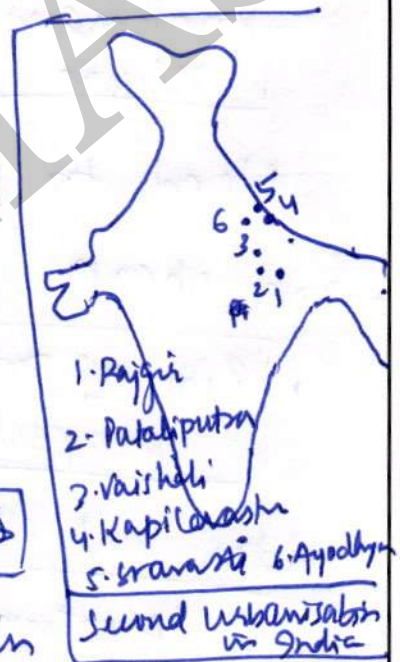 5
4
6
3
2
1
1. Rajgir
2. Pataliputra
3. Vaishali
4. Kapilavastu
5. Sravasti 6. Ayodhya
Second Urbanisation
in India